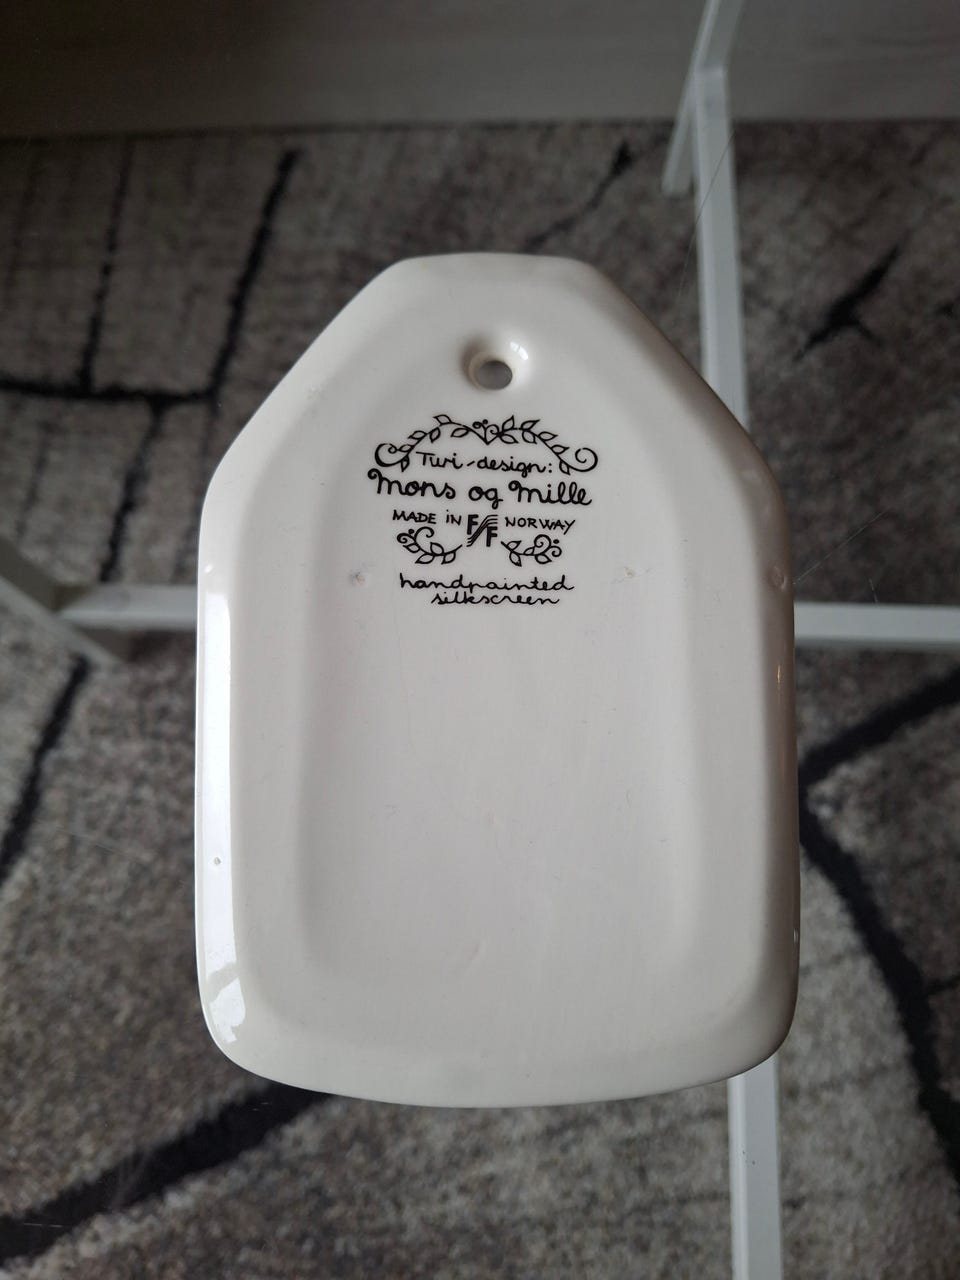 Turi-design:
Mons og Mille
MADE iN FF NORWAY
handpainted
silkscreen